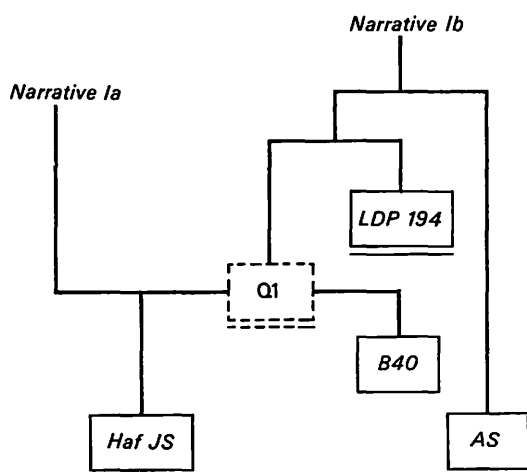 Narrative Ib
Narrative Ia
LDP 194
Q1
B40
Haf JS
AS